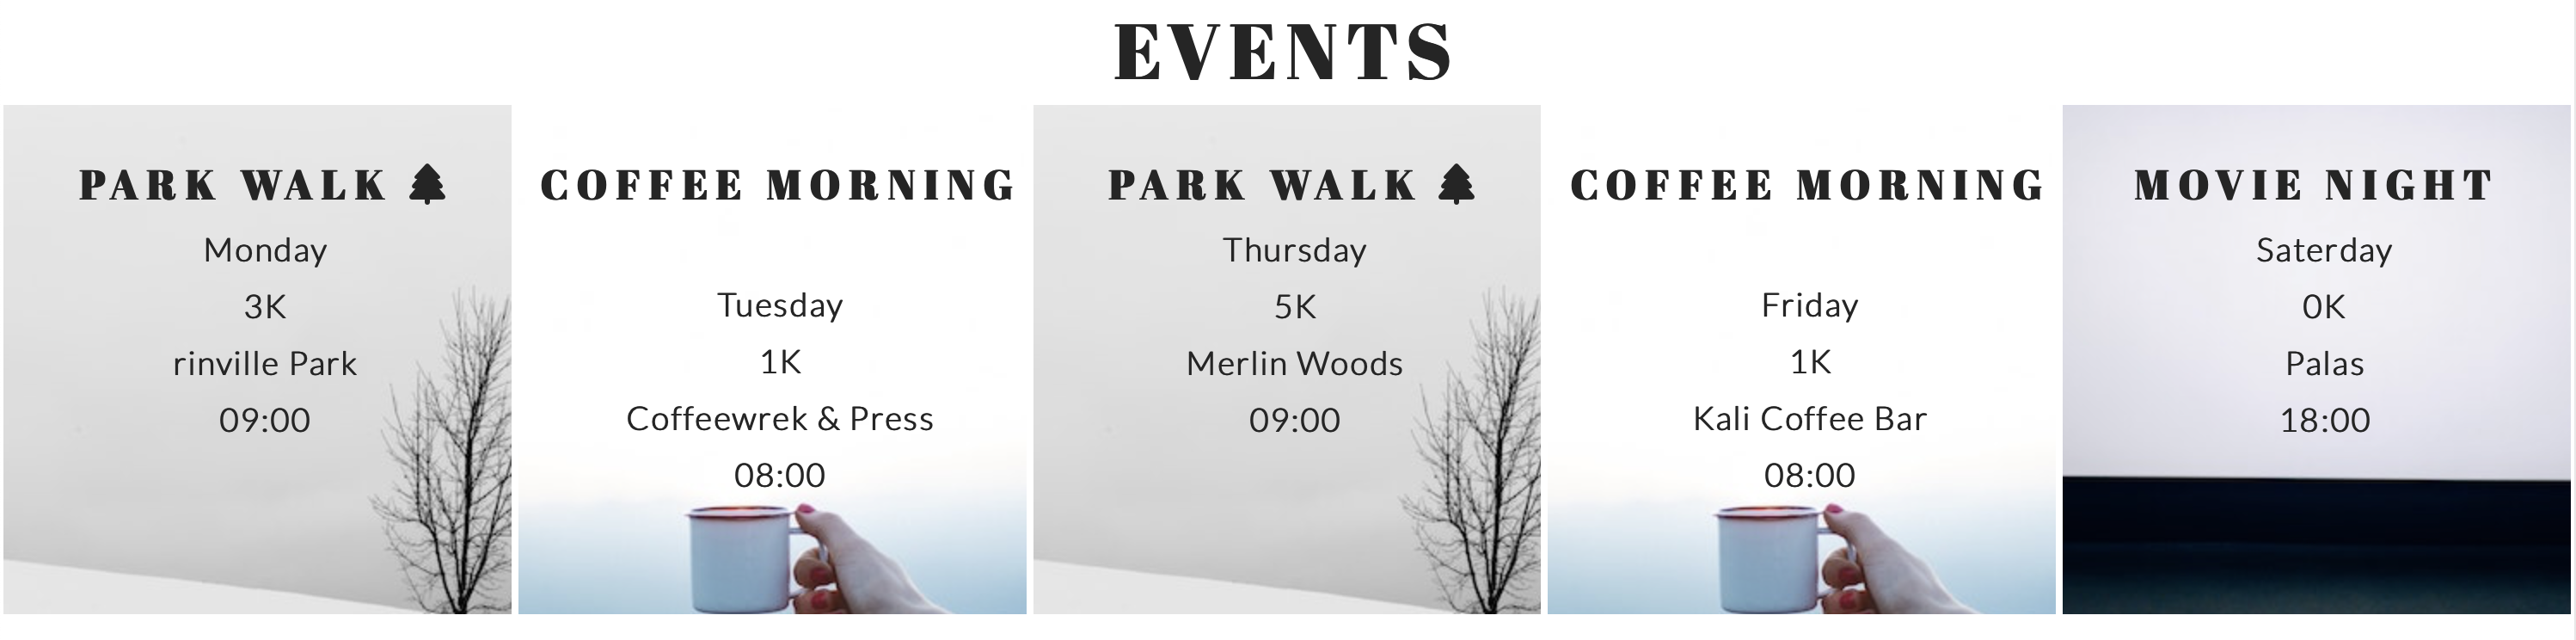 EVENTS
PARK WALK
Monday
3K
rinville Park
09:00
COFFEE MORNING
Tuesday
1K
Coffeewrek & Press
08:00
PARK WALK
Thursday
5K
Merlin Woods
09:00
COFFEE MORNING
Friday
1K
Kali Coffee Bar
08:00
MOVIE NIGHT
Saterday
0K
Palas
18:00